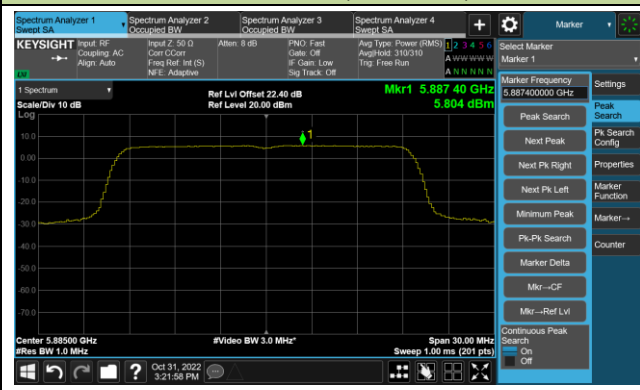 Spectrum Analyzer 1
Swept SA
Spectrum Analyzer 2
Occupied BW
Spectrum Analyzer 3
Occupied BW
Spectrum Analyzer 4
Swept SA
+
Marker
KEYSIGHT
Input: RF
Coupling: AC
Align: Auto
Input Z: 50 Ω
Corr CCorr
Freq Ref: Int (S)
NFE: Adaptive
Atten: 8 dB
PNO: Fast
Gate: Off
IF Gain: Low
Sig Track: Off
Avg Type: Power (RMS)
Avg|Hold: 310/310
Trig: Free Run
1 2 3 4 5 6
A W W W W W
A N N N N N
LXI
Select Marker
Marker 1
1 Spectrum
Scale/Div 10 dB
Log
Ref Lvl Offset 22.40 dB
Ref Level 20.00 dBm
Mkr1 5.887 40 GHz
5.804 dBm
1
10.0
0.00
-10.0
-20.0
-30.0
-40.0
-50.0
-60.0
-70.0
Center 5.88500 GHz
#Res BW 1.0 MHz
#Video BW 3.0 MHz*
Span 30.00 MHz
Sweep 1.00 ms (201 pts)
Marker Frequency
5.887400000 GHz
Peak Search
Next Peak
Next Pk Right
Next Pk Left
Minimum Peak
Pk-Pk Search
Marker Delta
Mkr→CF
Mkr→Ref Lvl
Continuous Peak
Search
On
Off
Settings
Peak
Search
Pk Search
Config
Properties
Marker
Function
Marker→
Counter
?
Oct 31, 2022
3:21:58 PM